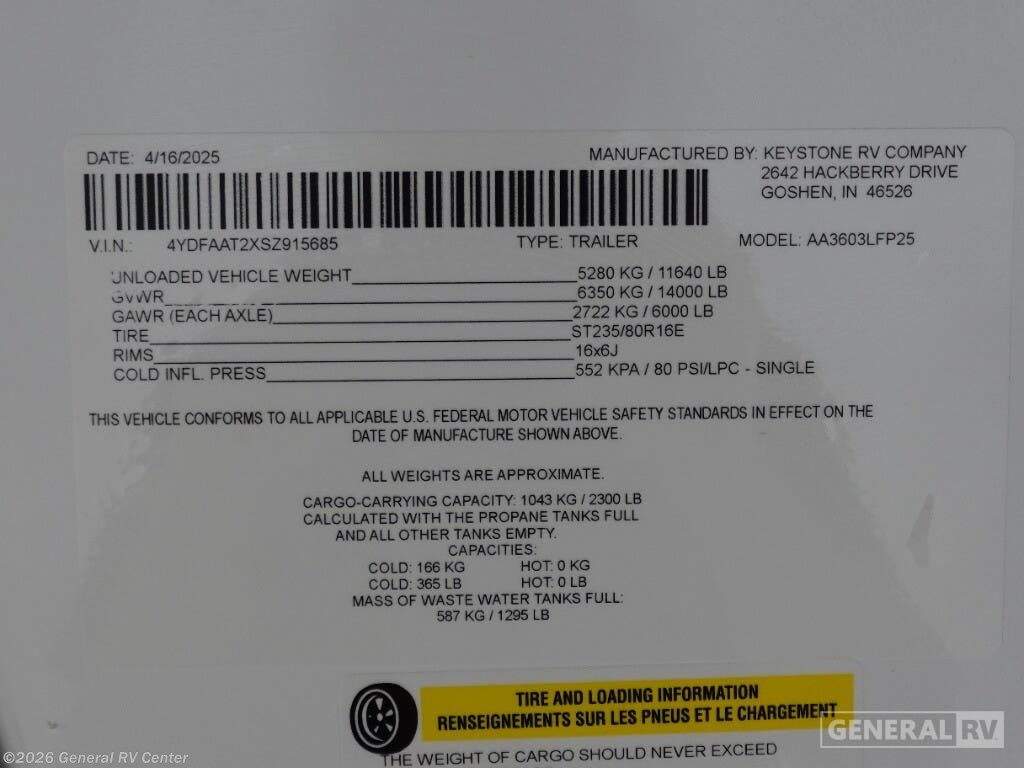 DATE: 4/16/2025
MANUFACTURED BY: KEYSTONE RV COMPANY
2642 HACKBERRY DRIVE
GOSHEN, IN 46526
V.I.N.: 4YDFAAT2XSZ915685 TYPE: TRAILER MODEL: AA3603LFP25
UNLOADED VEHICLE WEIGHT 5280 KG / 11640 LB
GVWR 6350 KG / 14000 LB
GAWR (EACH AXLE) 2722 KG / 6000 LB
TIRE ST235/80R16E
RIMS 16x6J
COLD INFL. PRESS 552 KPA / 80 PSI/LPC - SINGLE
THIS VEHICLE CONFORMS TO ALL APPLICABLE U.S. FEDERAL MOTOR VEHICLE SAFETY STANDARDS IN EFFECT ON THE
DATE OF MANUFACTURE SHOWN ABOVE.
ALL WEIGHTS ARE APPROXIMATE.
CARGO-CARRYING CAPACITY: 1043 KG / 2300 LB
CALCULATED WITH THE PROPANE TANKS FULL
AND ALL OTHER TANKS EMPTY.
CAPACITIES:
COLD: 166 KG HOT: 0 KG
COLD: 365 LB HOT: 0 LB
MASS OF WASTE WATER TANKS FULL:
587 KG / 1295 LB
TIRE AND LOADING INFORMATION
RENSEIGNEMENTS SUR LES PNEUS ET LE CHARGEMENT
THE WEIGHT OF CARGO SHOULD NEVER EXCEED
GENERAL RV
©2026 General RV Center